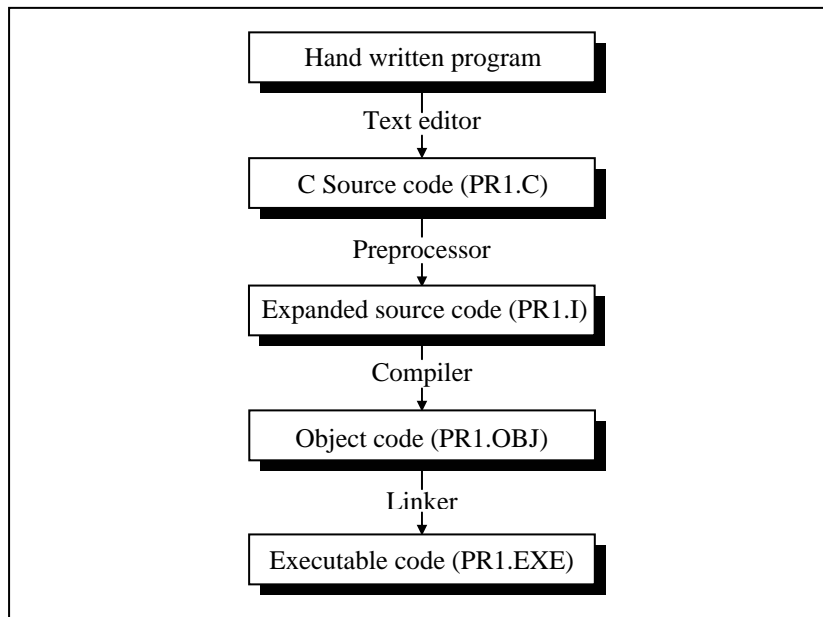 Hand written program
Text editor
C Source code (PR1.C)
Preprocessor
Expanded source code (PR1.I)
Compiler
Object code (PR1.OBJ)
Linker
Executable code (PR1.EXE)